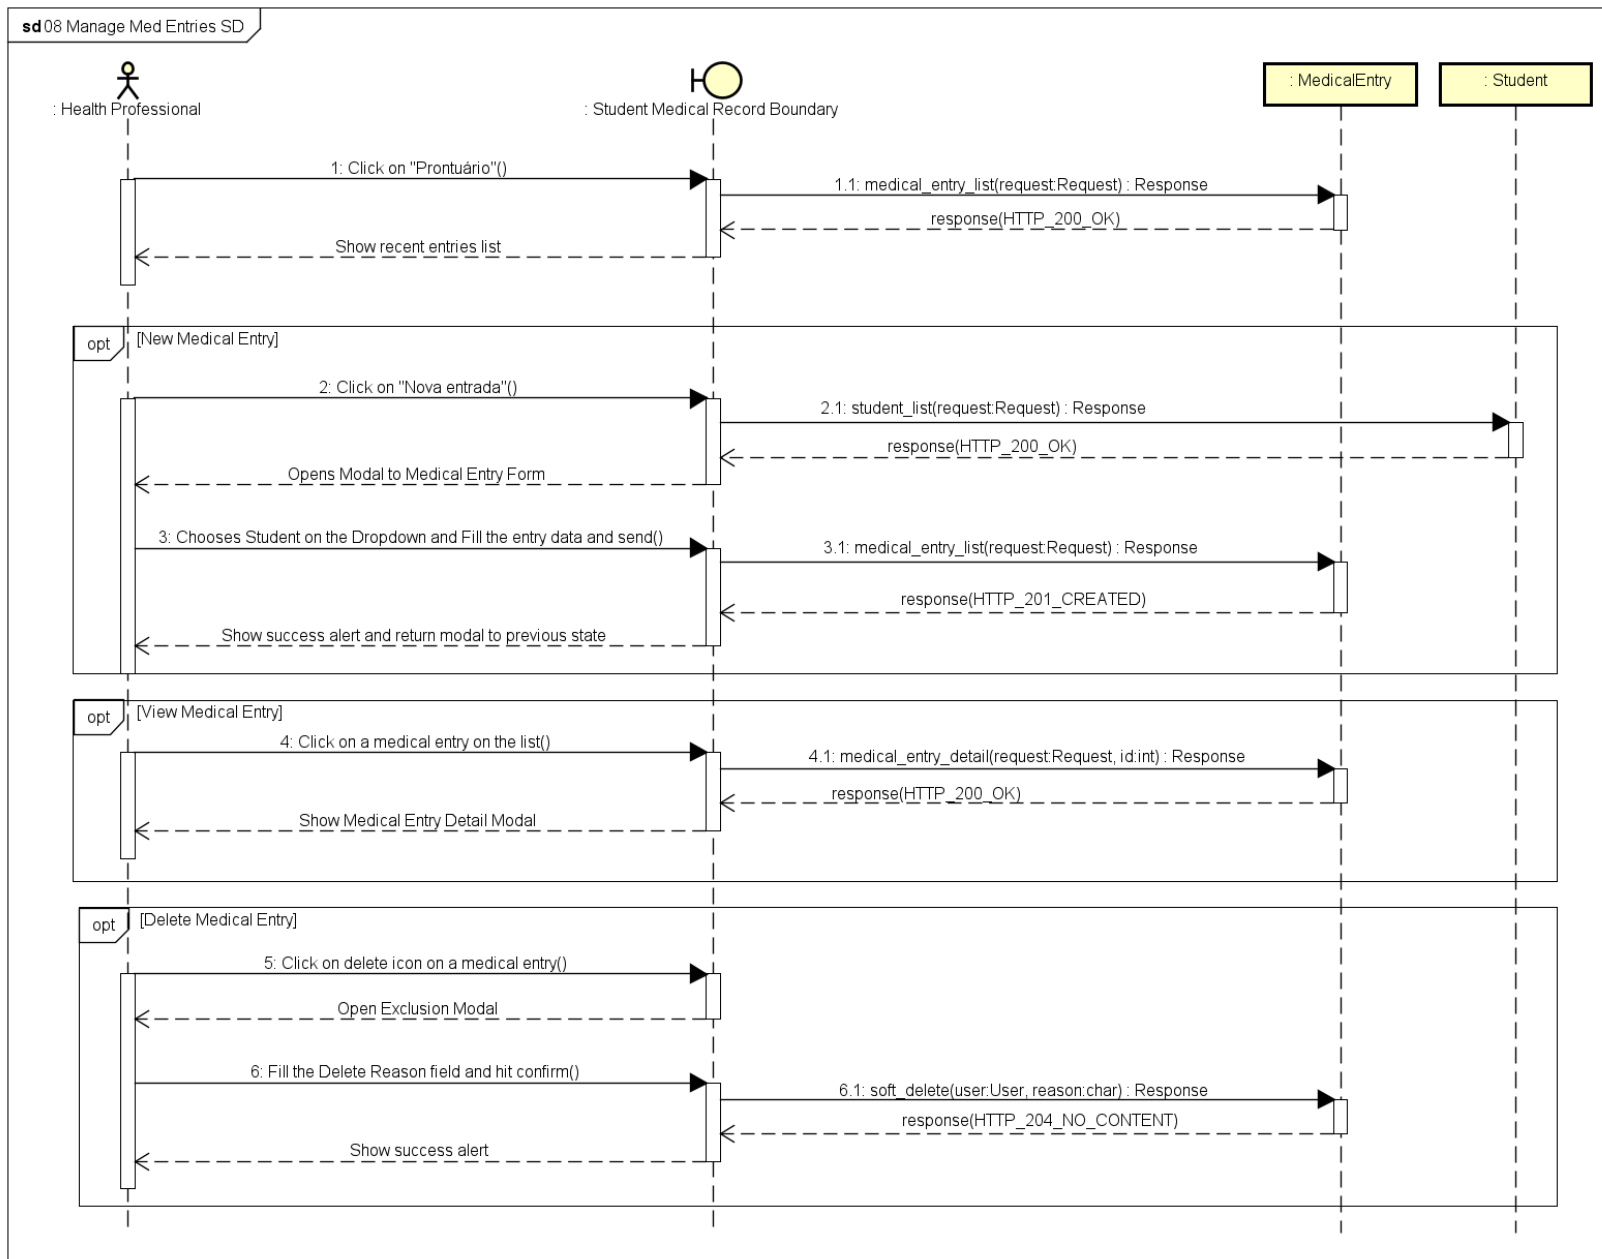 sd 08 Manage Med Entries SD
: Health Professional
: Student Medical Record Boundary
: MedicalEntry
: Student
1: Click on "Prontuário"()
1.1: medical_entry_list(request:Request) : Response
response(HTTP_200_OK)
Show recent entries list
opt
[New Medical Entry]
2: Click on "Nova entrada"()
2.1: student_list(request:Request) : Response
response(HTTP_200_OK)
Opens Modal to Medical Entry Form
3: Chooses Student on the Dropdown and Fill the entry data and send()
3.1: medical_entry_list(request:Request) : Response
response(HTTP_201_CREATED)
Show success alert and return modal to previous state
opt
[View Medical Entry]
4: Click on a medical entry on the list()
4.1: medical_entry_detail(request:Request, id:int) : Response
response(HTTP_200_OK)
Show Medical Entry Detail Modal
opt
[Delete Medical Entry]
5: Click on delete icon on a medical entry()
Open Exclusion Modal
6: Fill the Delete Reason field and hit confirm()
6.1: soft_delete(user:User, reason:char) : Response
response(HTTP_204_NO_CONTENT)
Show success alert